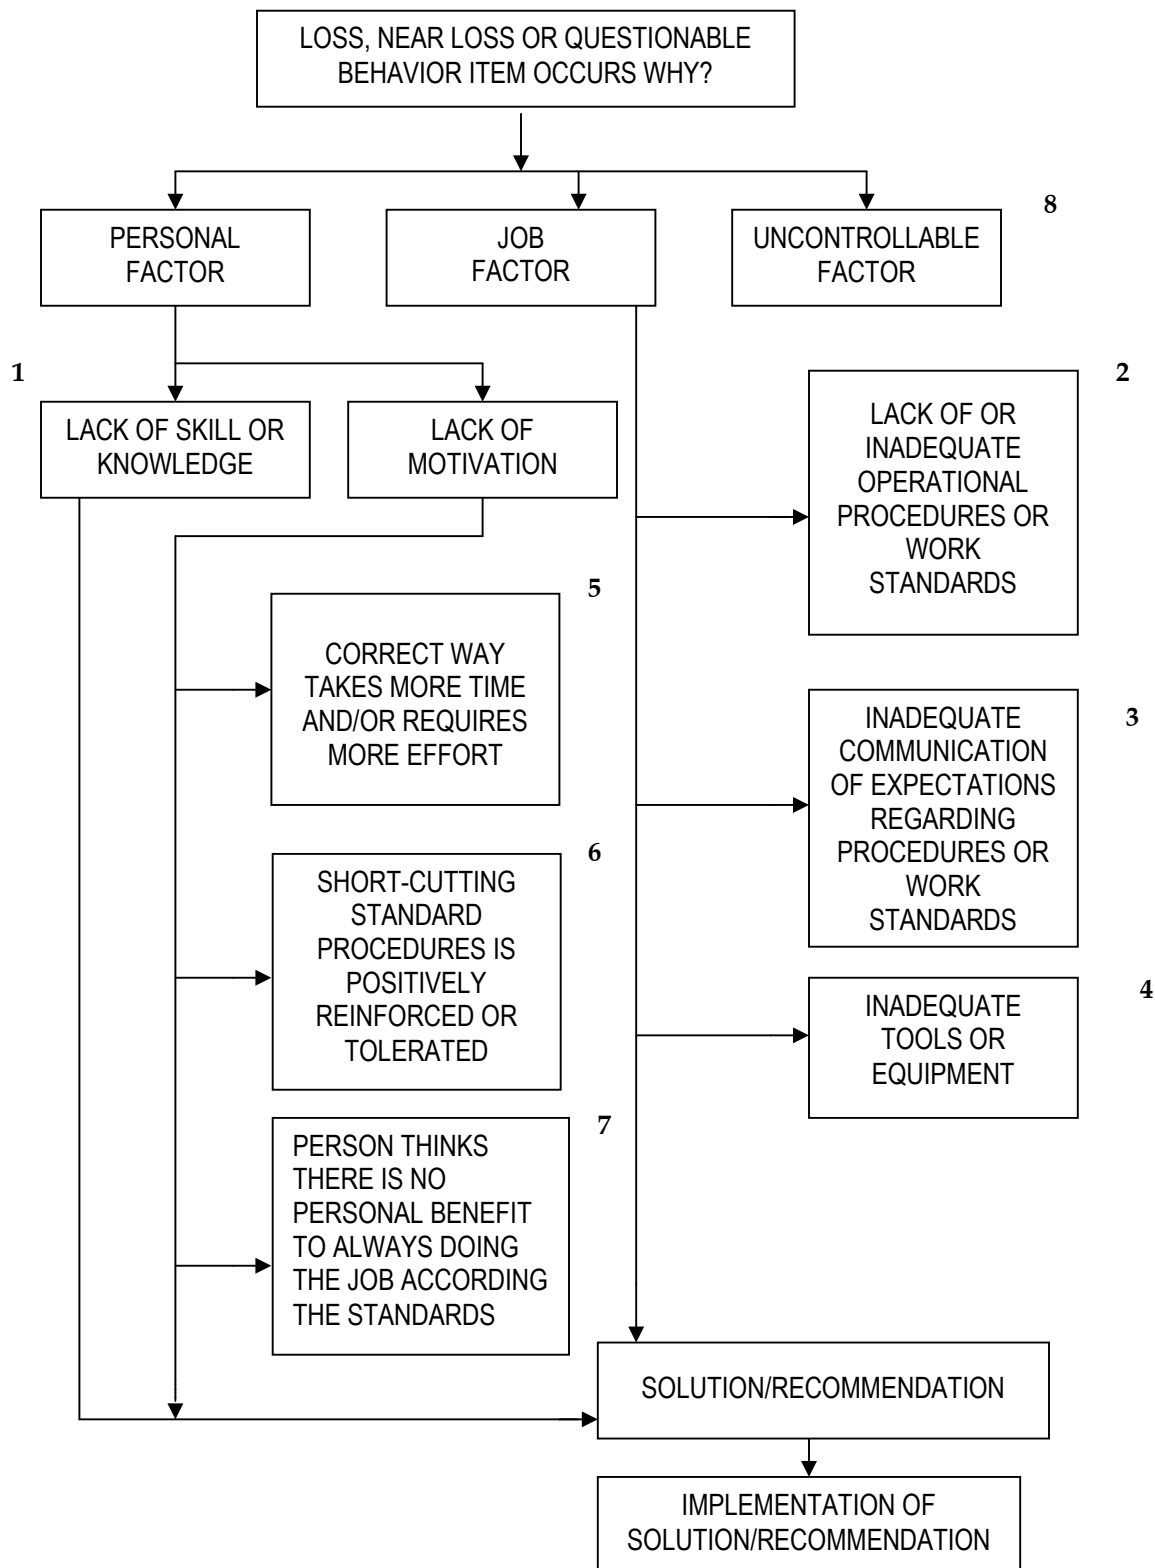 LOSS, NEAR LOSS OR QUESTIONABLE
BEHAVIOR ITEM OCCURS WHY?
8
PERSONAL
FACTOR
JOB
FACTOR
UNCONTROLLABLE
FACTOR
1
LACK OF SKILL OR
KNOWLEDGE
LACK OF
MOTIVATION
2
LACK OF OR
INADEQUATE
OPERATIONAL
PROCEDURES OR
WORK
STANDARDS
5
CORRECT WAY
TAKES MORE TIME
AND/OR REQUIRES
MORE EFFORT
3
INADEQUATE
COMMUNICATION
OF EXPECTATIONS
REGARDING
PROCEDURES OR
WORK
STANDARDS
6
SHORT-CUTTING
STANDARD
PROCEDURES IS
POSITIVELY
REINFORCED OR
TOLERATED
4
INADEQUATE
TOOLS OR
EQUIPMENT
7
PERSON THINKS
THERE IS NO
PERSONAL BENEFIT
TO ALWAYS DOING
THE JOB ACCORDING
THE STANDARDS
SOLUTION/RECOMMENDATION
IMPLEMENTATION OF
SOLUTION/RECOMMENDATION